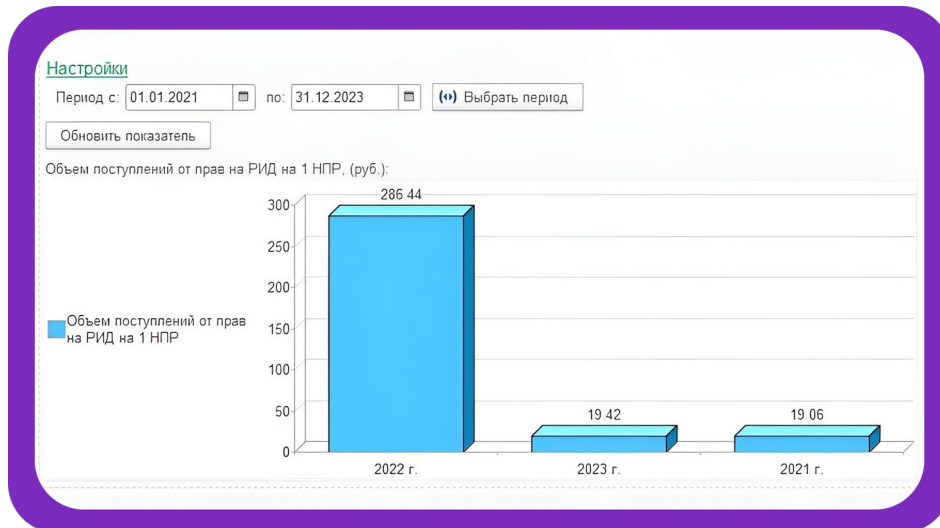 Настройки
Период с: 01.01.2021 по: 31.12.2023 Выбрать период
Обновить показатель
Объем поступлений от прав на РИД на 1 НПР, (руб.):
286 44
300
250
200
150
100
50
0
Объем поступлений от прав
на РИД на 1 НПР
19 42
19 06
2022 г.
2023 г.
2021 г.